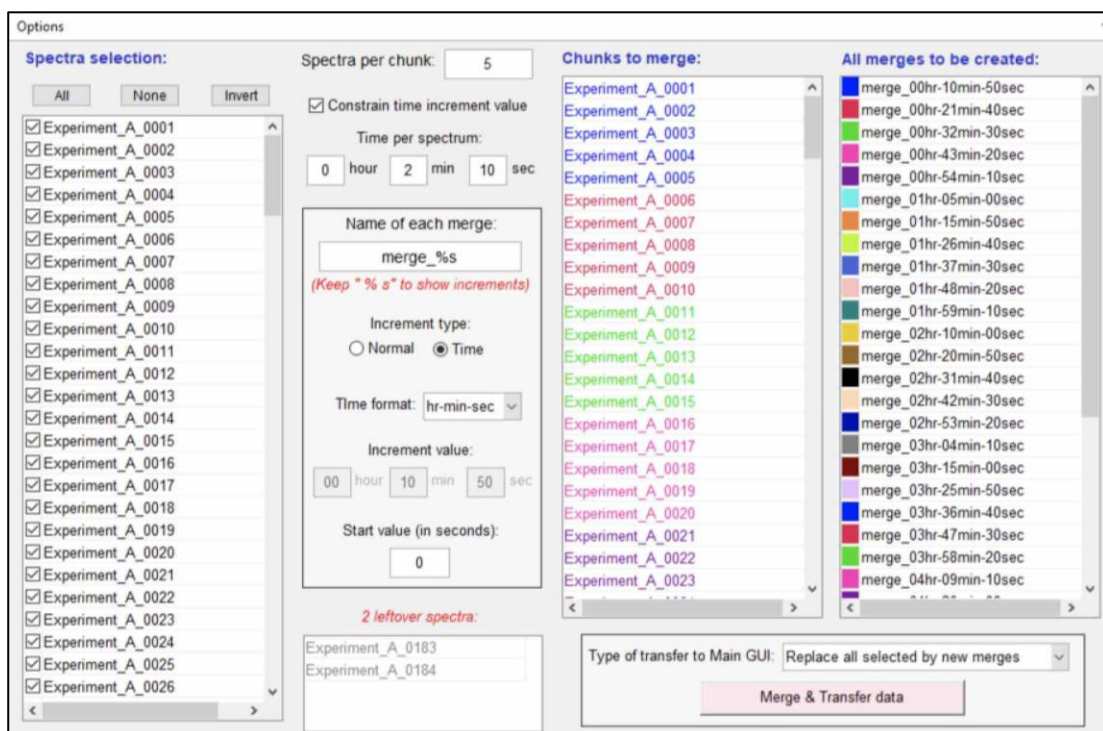 Options
Spectra selection:
All None Invert
Experiment_A_0001
Experiment_A_0002
Experiment_A_0003
Experiment_A_0004
Experiment_A_0005
Experiment_A_0006
Experiment_A_0007
Experiment_A_0008
Experiment_A_0009
Experiment_A_0010
Experiment_A_0011
Experiment_A_0012
Experiment_A_0013
Experiment_A_0014
Experiment_A_0015
Experiment_A_0016
Experiment_A_0017
Experiment_A_0018
Experiment_A_0019
Experiment_A_0020
Experiment_A_0021
Experiment_A_0022
Experiment_A_0023
Experiment_A_0024
Experiment_A_0025
Experiment_A_0026
Spectra per chunk: 5
Constrain time increment value
Time per spectrum:
0 hour 2 min 10 sec
Name of each merge:
merge_%s
(Keep " % s" to show increments)
Increment type:
Normal Time
TIme format: hr-min-sec
Increment value:
00 hour 10 min 50 sec
Start value (in seconds):
0
2 leftover spectra:
Experiment_A_0183
Experiment_A_0184
Chunks to merge:
Experiment_A_0001
Experiment_A_0002
Experiment_A_0003
Experiment_A_0004
Experiment_A_0005
Experiment_A_0006
Experiment_A_0007
Experiment_A_0008
Experiment_A_0009
Experiment_A_0010
Experiment_A_0011
Experiment_A_0012
Experiment_A_0013
Experiment_A_0014
Experiment_A_0015
Experiment_A_0016
Experiment_A_0017
Experiment_A_0018
Experiment_A_0019
Experiment_A_0020
Experiment_A_0021
Experiment_A_0022
Experiment_A_0023
All merges to be created:
merge_00hr-10min-50sec
merge_00hr-21min-40sec
merge_00hr-32min-30sec
merge_00hr-43min-20sec
merge_00hr-54min-10sec
merge_01hr-05min-00sec
merge_01hr-15min-50sec
merge_01hr-26min-40sec
merge_01hr-37min-30sec
merge_01hr-48min-20sec
merge_01hr-59min-10sec
merge_02hr-10min-00sec
merge_02hr-20min-50sec
merge_02hr-31min-40sec
merge_02hr-42min-30sec
merge_02hr-53min-20sec
merge_03hr-04min-10sec
merge_03hr-15min-00sec
merge_03hr-25min-50sec
merge_03hr-36min-40sec
merge_03hr-47min-30sec
merge_03hr-58min-20sec
merge_04hr-09min-10sec
Type of transfer to Main GUI: Replace all selected by new merges
Merge & Transfer data